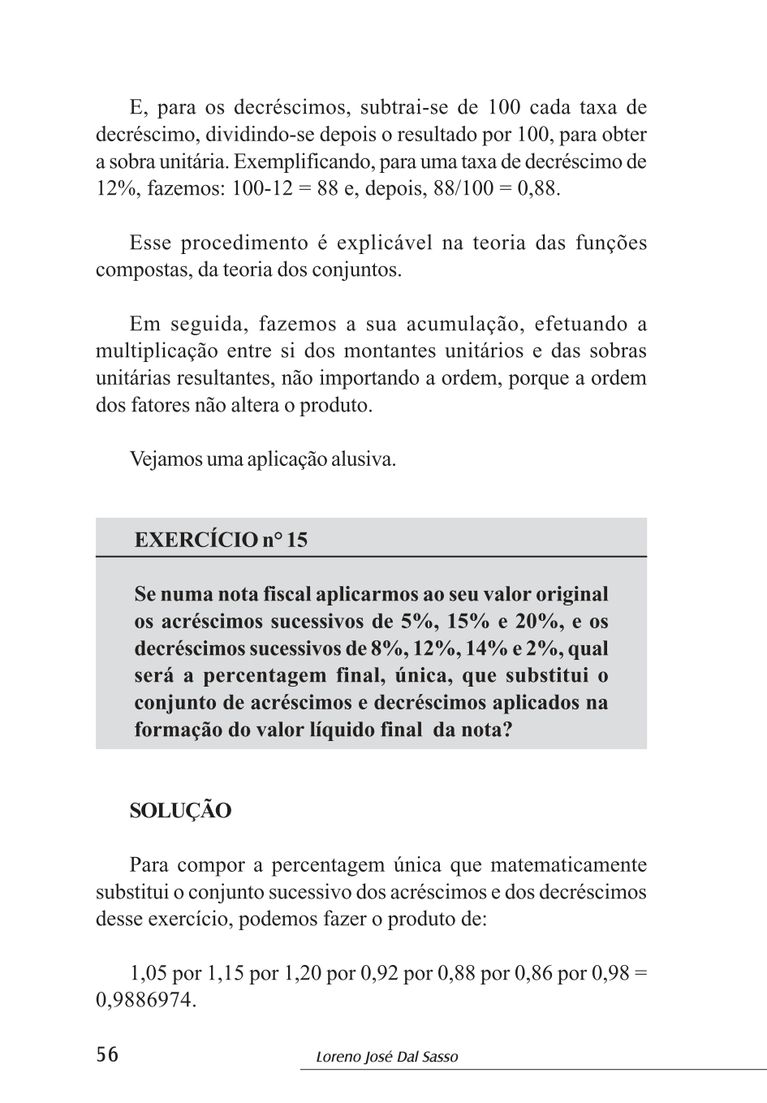 E, para os decréscimos, subtrai-se de 100 cada taxa de
decréscimo, dividindo-se depois o resultado por 100, para obter
a sobra unitária. Exemplificando, para uma taxa de decréscimo de
12%, fazemos: 100-12 = 88 e, depois, 88/100 = 0,88.
Esse procedimento é explicável na teoria das funções
compostas, da teoria dos conjuntos.
Em seguida, fazemos a sua acumulação, efetuando a
multiplicação entre si dos montantes unitários e das sobras
unitárias resultantes, não importando a ordem, porque a ordem
dos fatores não altera o produto.
Vejamos uma aplicação alusiva.
EXERCÍCIO n° 15
Se numa nota fiscal aplicarmos ao seu valor original
os acréscimos sucessivos de 5%, 15% e 20%, e os
decréscimos sucessivos de 8%, 12%, 14% e 2%, qual
será a percentagem final, única, que substitui o
conjunto de acréscimos e decréscimos aplicados na
formação do valor líquido final da nota?
SOLUÇÃO
Para compor a percentagem única que matematicamente
substitui o conjunto sucessivo dos acréscimos e dos decréscimos
desse exercício, podemos fazer o produto de:
1,05 por 1,15 por 1,20 por 0,92 por 0,88 por 0,86 por 0,98 =
0,9886974.
56 Loreno José Dal Sasso